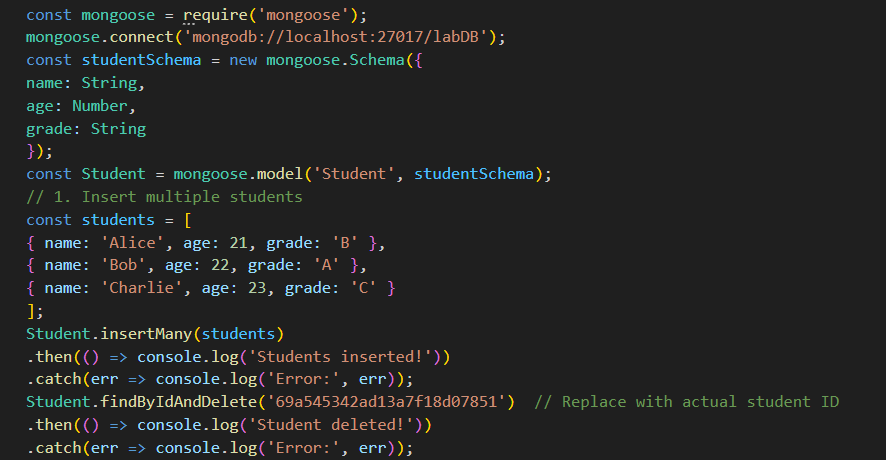 const mongoose = require('mongoose');
mongoose.connect('mongodb://localhost:27017/labDB');
const studentSchema = new mongoose.Schema({
name: String,
age: Number,
grade: String
});
const Student = mongoose.model('Student', studentSchema);
// 1. Insert multiple students
const students = [
{ name: 'Alice', age: 21, grade: 'B' },
{ name: 'Bob', age: 22, grade: 'A' },
{ name: 'Charlie', age: 23, grade: 'C' }
];
Student.insertMany(students)
.then(() => console.log('Students inserted!'))
.catch(err => console.log('Error:', err));
Student.findByIdAndDelete('69a545342ad13a7f18d07851')  // Replace with actual student ID
.then(() => console.log('Student deleted!'))
.catch(err => console.log('Error:', err));